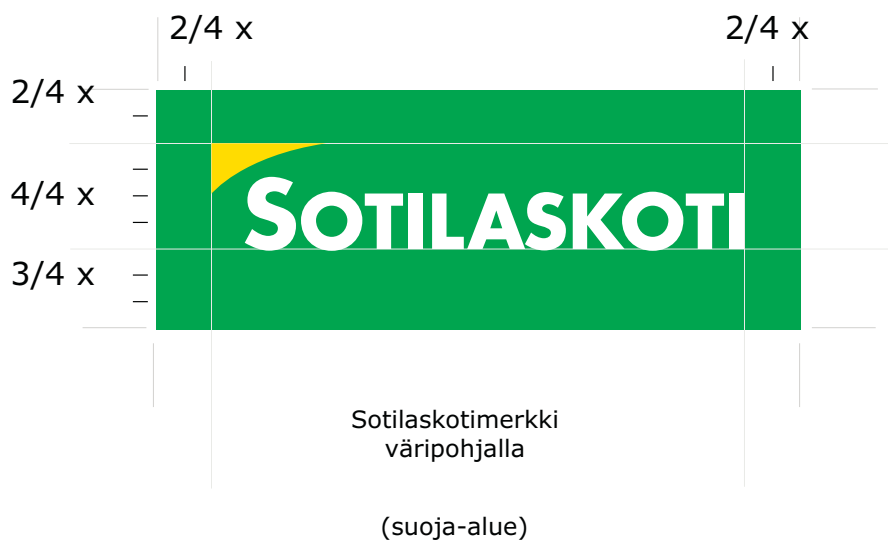 2/4 x
2/4 x
2/4 x
4/4 x
SOTILASKOTI
3/4 x
Sotilaskotimerkki
väripohjalla
(suoja-alue)